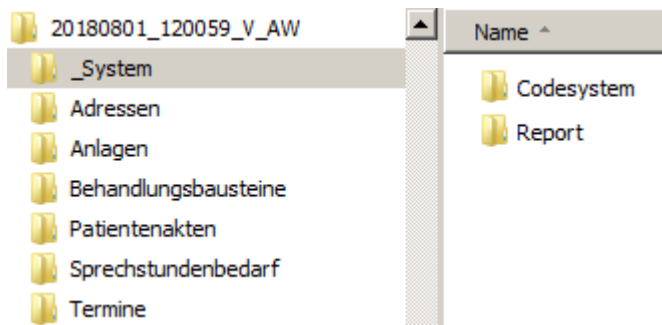 20180801_120059_V_AW
_System
Adressen
Anlagen
Behandlungsbausteine
Patientenakten
Sprechstundenbedarf
Termine
Name
Codesystem
Report